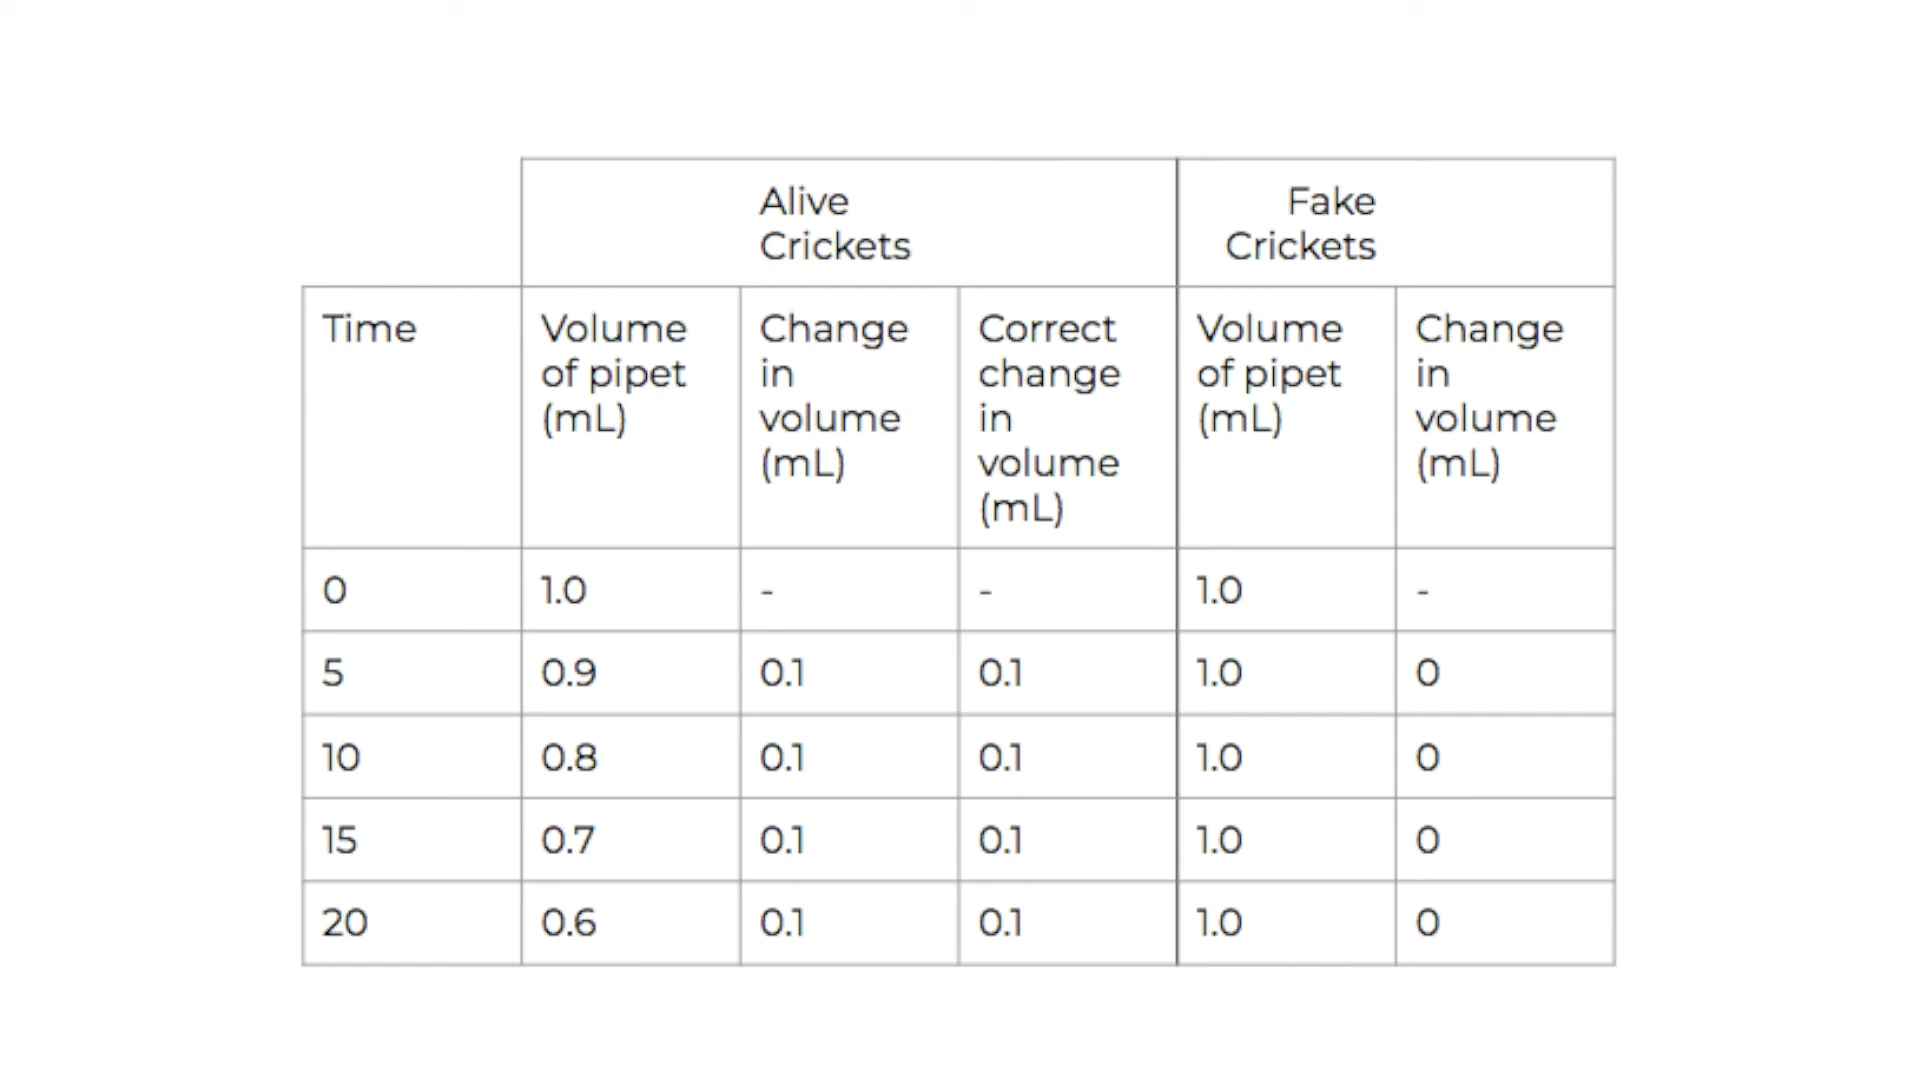 Alive
Crickets
Fake
Crickets
Time
Volume
of pipet
(mL)
Change
in
volume
(mL)
Correct
change
in
volume
(mL)
Volume
of pipet
(mL)
Change
in
volume
(mL)
0 1.0 - - 1.0 -
5 0.9 0.1 0.1 1.0 0
10 0.8 0.1 0.1 1.0 0
15 0.7 0.1 0.1 1.0 0
20 0.6 0.1 0.1 1.0 0